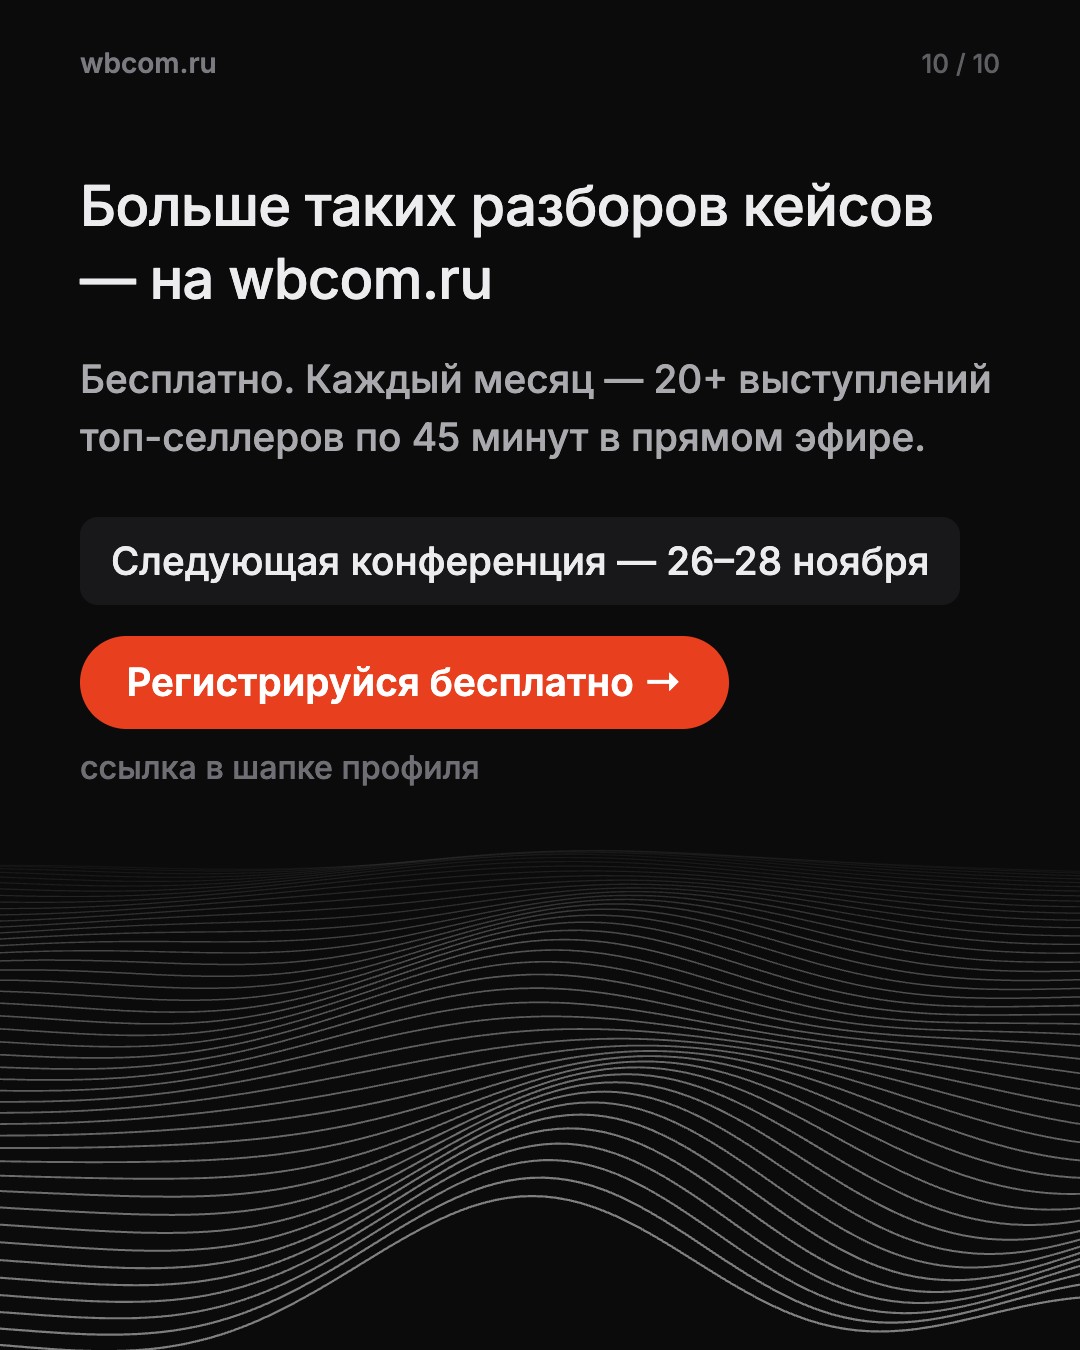 wbcom.ru
10 / 10
Больше таких разборов кейсов
— на wbcom.ru
Бесплатно. Каждый месяц — 20+ выступлений
топ-селлеров по 45 минут в прямом эфире.
Следующая конференция — 26–28 ноября
Регистрируйся бесплатно →
ссылка в шапке профиля